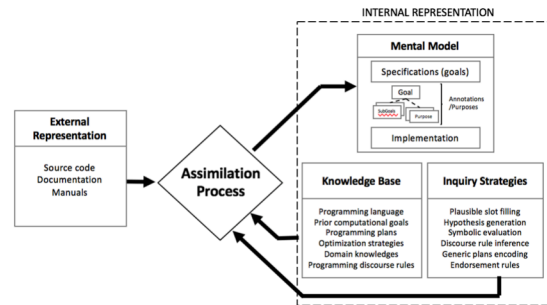 INTERNAL REPRESENTATION
Mental Model
Specifications (goals)
Goal
SubGoals
Purpose
Annotations
/Purposes
Implementation
External
Representation
Source code
Documentation
Manuals
Assimilation
Process
Knowledge Base
Programming language
Prior computational goals
Programming plans
Optimization strategies
Domain knowledges
Programming discourse rules
Inquiry Strategies
Plausible slot filling
Hypothesis generation
Symbolic evaluation
Discourse rule inference
Generic plans encoding
Endorsement rules